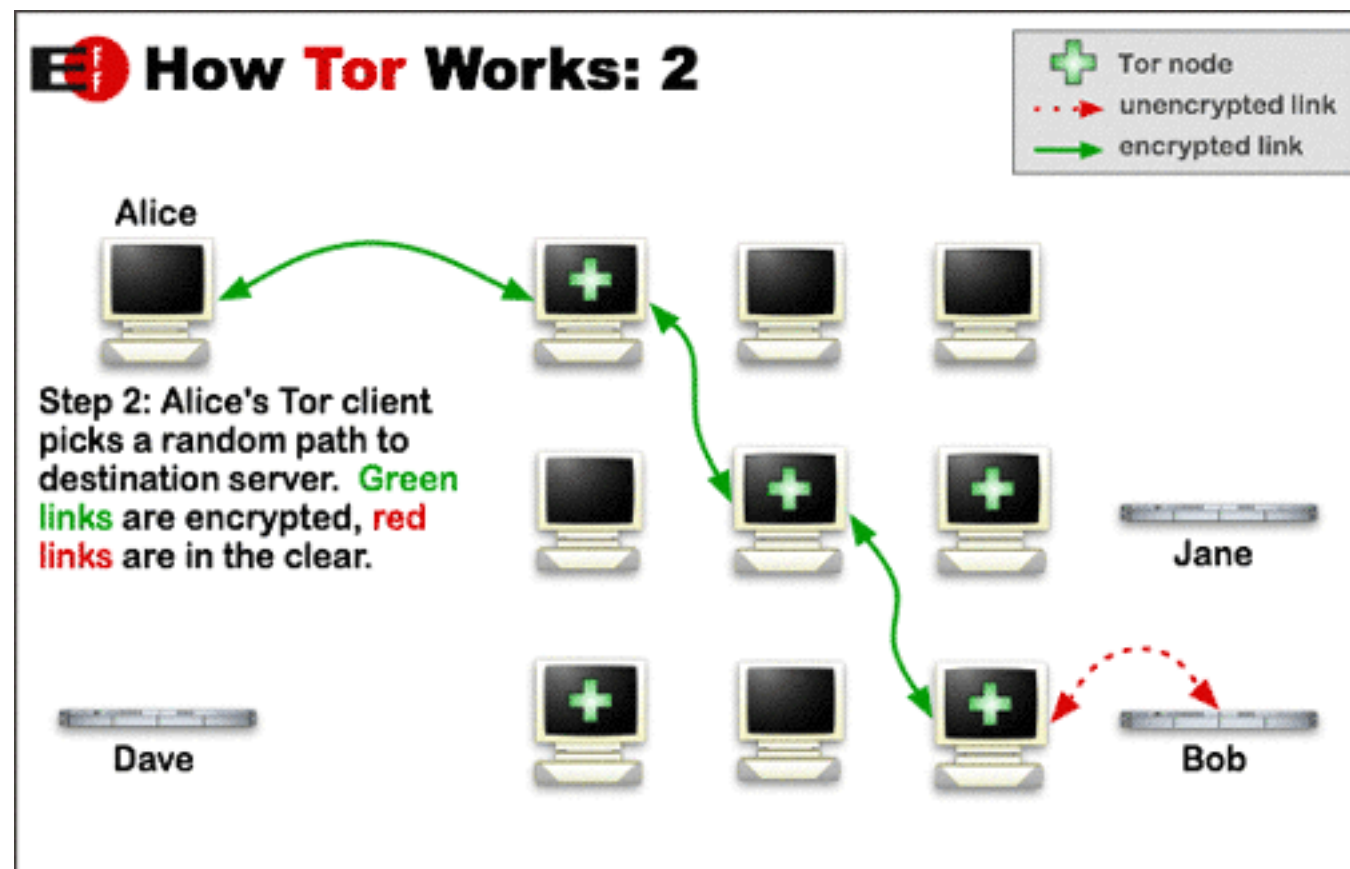 EFF How Tor Works: 2
Tor node
unencrypted link
encrypted link
Alice
Step 2: Alice's Tor client
picks a random path to
destination server. Green
links are encrypted, red
links are in the clear.
Jane
Dave
Bob